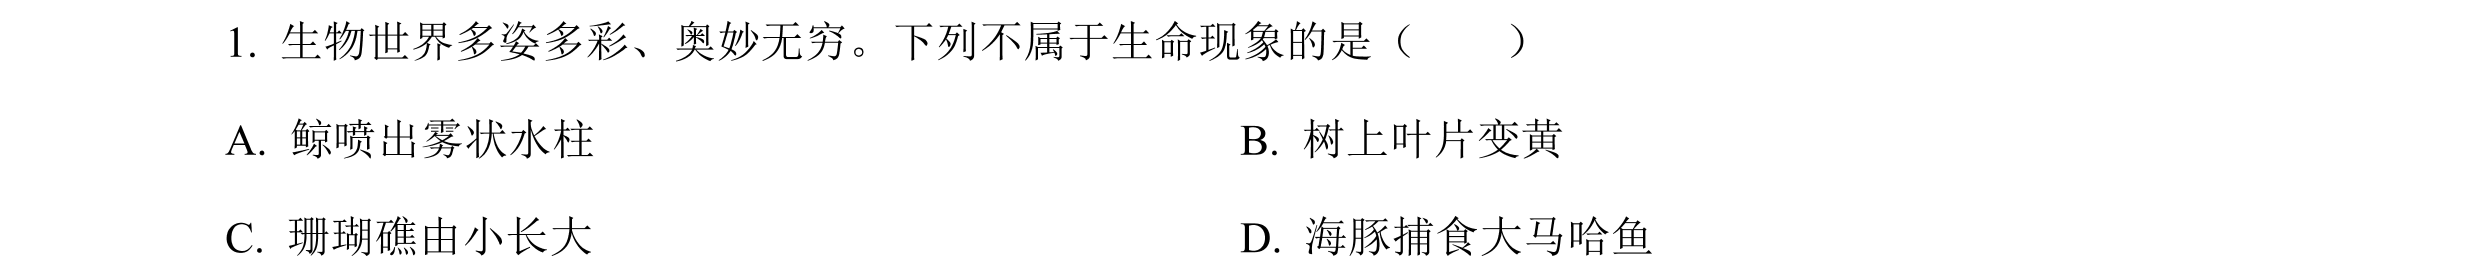 1. 生物世界多姿多彩、奥妙无穷。下列不属于生命现象的是（　　）
A. 鲸喷出雾状水柱　　B. 树上叶片变黄
C. 珊瑚礁由小长大　　D. 海豚捕食大马哈鱼